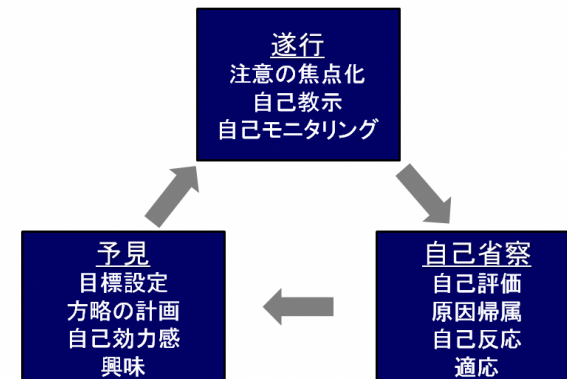 遂行
注意の焦点化
自己教示
自己モニタリング
予見
目標設定
方略の計画
自己効力感
興味
自己省察
自己評価
原因帰属
自己反応
適応